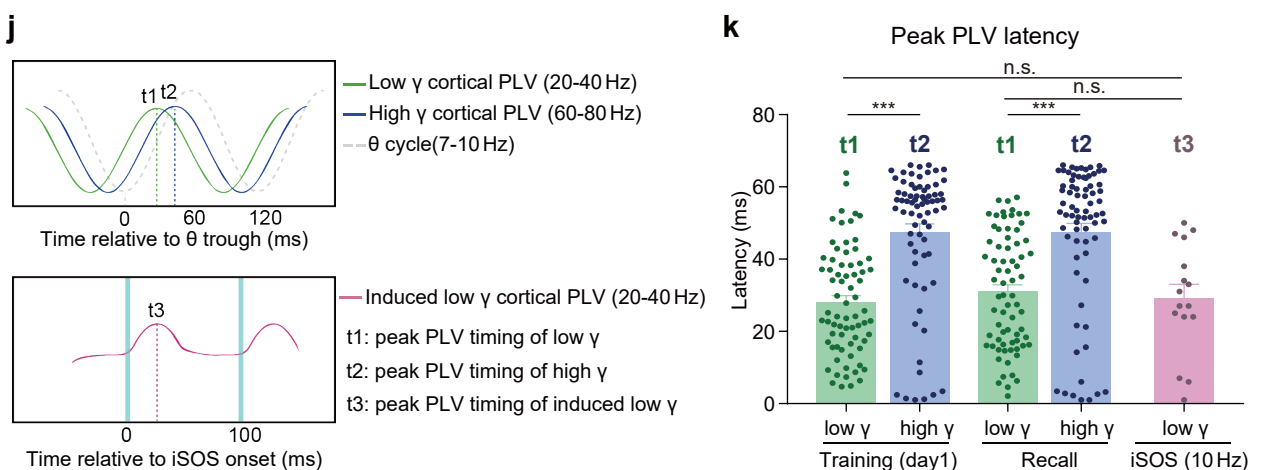 j
t1 t2
0 60 120
Time relative to θ trough (ms)
Low γ cortical PLV (20-40 Hz)
High γ cortical PLV (60-80 Hz)
θ cycle(7-10 Hz)
t3
0 100
Time relative to iSOS onset (ms)
Induced low γ cortical PLV (20-40 Hz)
t1: peak PLV timing of low γ
t2: peak PLV timing of high γ
t3: peak PLV timing of induced low γ
k
Peak PLV latency
n.s.
n.s.
*** ***
t1 t2 t1 t2 t3
Latency (ms)
80
60
40
20
0
low γ high γ low γ high γ low γ
Training (day1) Recall iSOS (10 Hz)